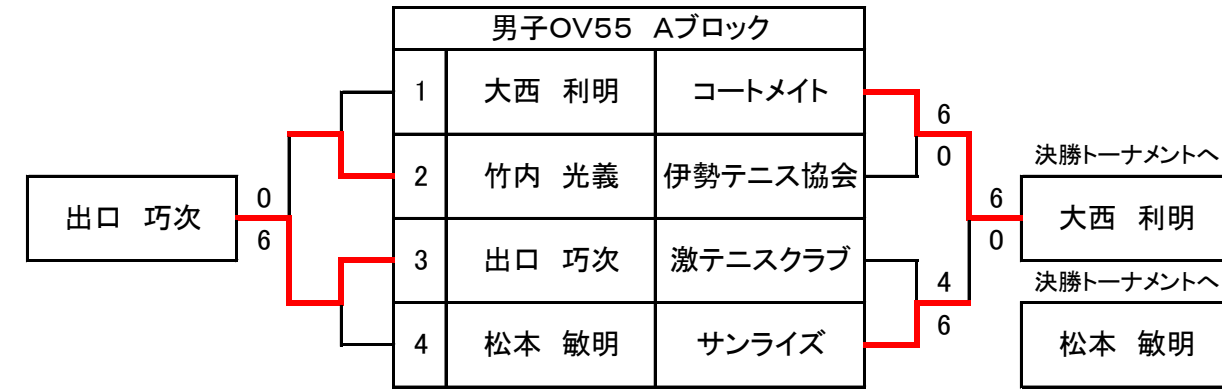 男子OV55 Aブロック
1 大西 利明 コートメイト
6
0
2 竹内 光義 伊勢テニス協会
決勝トーナメントへ
0
6
出口 巧次
6
0
大西 利明
3 出口 巧次 激テニスクラブ
4
6
決勝トーナメントへ
4 松本 敏明 サンライズ
松本 敏明